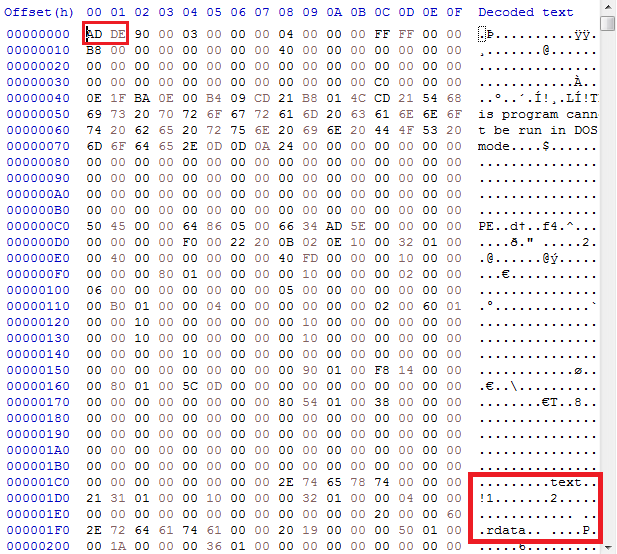 Offset(h) 00 01 02 03 04 05 06 07 08 09 0A 0B 0C 0D 0E 0F Decoded text
00000000 AD DE 90 00 03 00 00 00 04 00 00 00 FF FF 00 00 .Þ..........ÿÿ.
00000010 B8 00 00 00 00 00 00 00 40 00 00 00 00 00 00 00 ¸.......@......
00000020 00 00 00 00 00 00 00 00 00 00 00 00 00 00 00 00 ...............
00000030 00 00 00 00 00 00 00 00 00 00 00 00 C0 00 00 00 ............À..
00000040 0E 1F BA 0E 00 B4 09 CD 21 B8 01 4C CD 21 54 68 ..º..´.Í!¸.LÍ!T
00000050 69 73 20 70 72 6F 67 72 61 6D 20 63 61 6E 6E 6F is program cann
00000060 74 20 62 65 20 72 75 6E 20 69 6E 20 44 4F 53 20 t be run in DOS
00000070 6D 6F 64 65 2E 0D 0D 0A 24 00 00 00 00 00 00 00 mode....$......
00000080 00 00 00 00 00 00 00 00 00 00 00 00 00 00 00 00 ...............
00000090 00 00 00 00 00 00 00 00 00 00 00 00 00 00 00 00 ...............
000000A0 00 00 00 00 00 00 00 00 00 00 00 00 00 00 00 00 ...............
000000B0 00 00 00 00 00 00 00 00 00 00 00 00 00 00 00 00 ...............
000000C0 50 45 00 00 64 86 05 00 66 34 AD 5E 00 00 00 00 PE..d†..f4.^...
000000D0 00 00 00 00 F0 00 22 20 0B 02 0E 10 00 32 01 00 ....ð." .....2.
000000E0 00 40 00 00 00 00 00 00 40 FD 00 00 00 10 00 00 .@......@ý.....
000000F0 00 00 00 80 01 00 00 00 00 10 00 00 00 02 00 00 ...€...........
00000100 06 00 00 00 00 00 00 00 05 00 00 00 00 00 00 00 ...............
00000110 00 B0 01 00 00 04 00 00 00 00 00 00 02 00 60 01 .°............`
00000120 00 00 10 00 00 00 00 00 00 10 00 00 00 00 00 00 ...............
00000130 00 00 10 00 00 00 00 00 00 10 00 00 00 00 00 00 ...............
00000140 00 00 00 00 10 00 00 00 00 00 00 00 00 00 00 00 ...............
00000150 00 00 00 00 00 00 00 00 00 90 01 00 F8 14 00 00 ............ø..
00000160 00 80 01 00 5C 0D 00 00 00 00 00 00 00 00 00 00 .€..\..........
00000170 00 00 00 00 00 00 00 00 80 54 01 00 38 00 00 00 ........€T..8..
00000180 00 00 00 00 00 00 00 00 00 00 00 00 00 00 00 00 ...............
00000190 00 00 00 00 00 00 00 00 00 00 00 00 00 00 00 00 ...............
000001A0 00 00 00 00 00 00 00 00 00 00 00 00 00 00 00 00 ...............
000001B0 00 00 00 00 00 00 00 00 00 00 00 00 00 00 00 00 ...............
000001C0 00 00 00 00 00 00 00 00 2E 74 65 78 74 00 00 00 .........text..
000001D0 21 31 01 00 00 10 00 00 00 32 01 00 00 04 00 00 !1.......2.....
000001E0 00 00 00 00 00 00 00 00 00 00 00 00 20 00 00 60 ............ ..
000001F0 2E 72 64 61 74 61 00 00 20 19 00 00 00 50 01 00 .rdata.. ....P.
00000200 00 1A 00 00 00 36 01 00 00 00 00 00 00 00 00 00 .....6.........